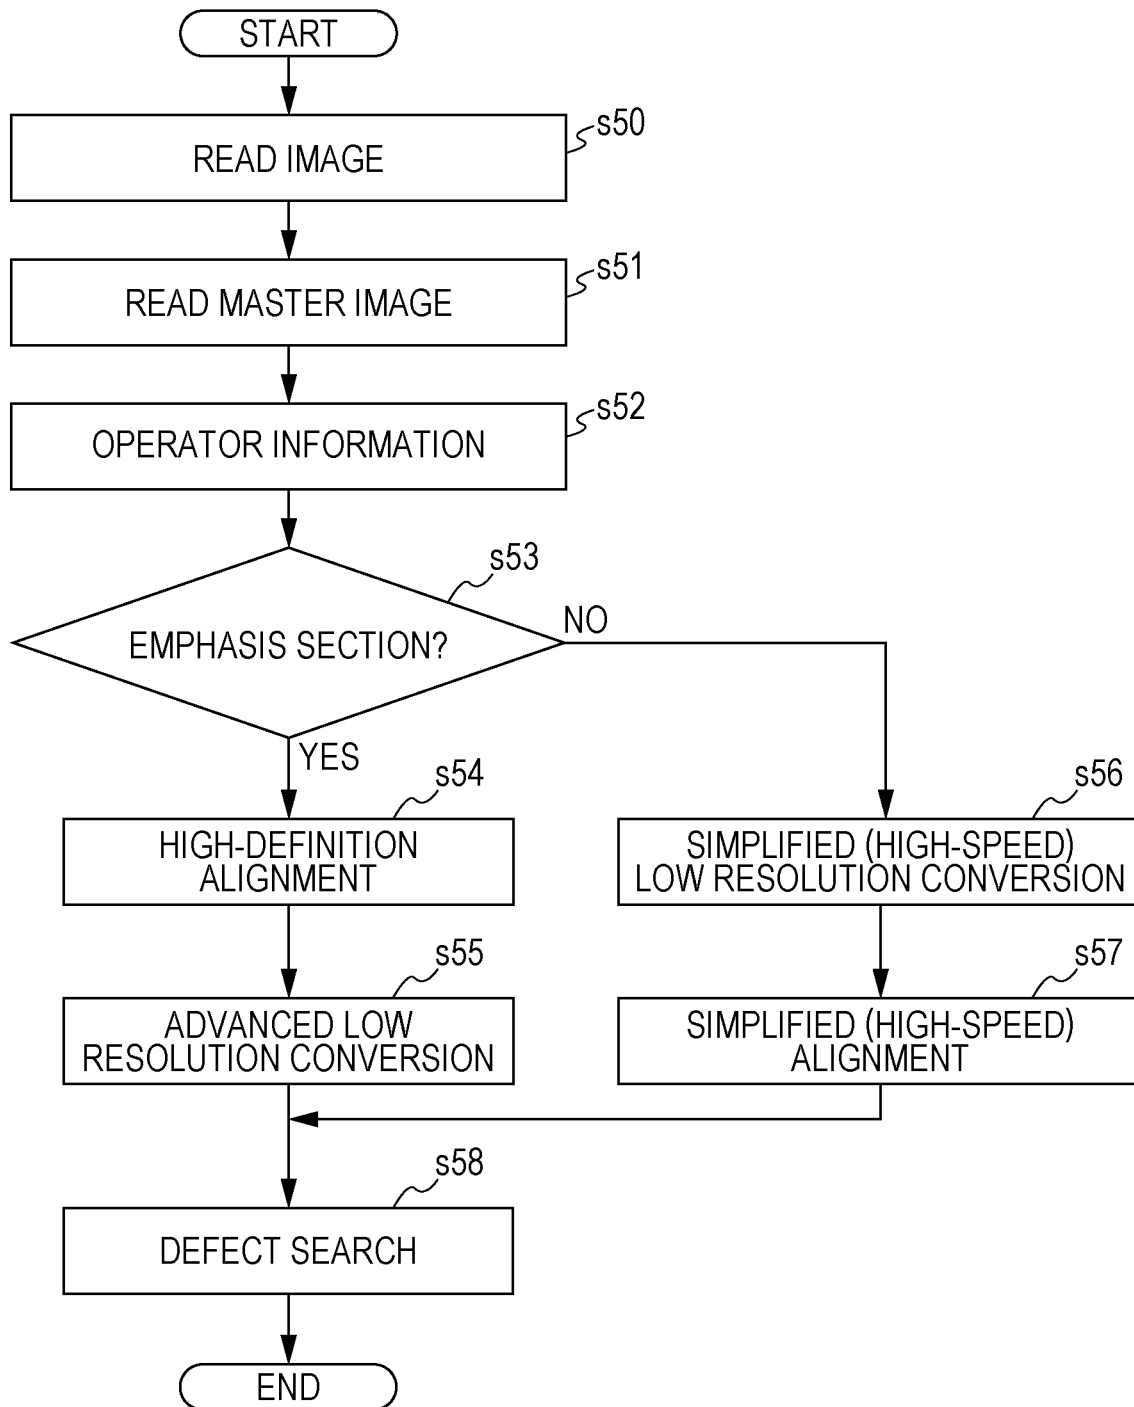 START
s50
READ IMAGE
s51
READ MASTER IMAGE
s52
OPERATOR INFORMATION
s53
EMPHASIS SECTION?
NO
YES
s54
HIGH-DEFINITION
ALIGNMENT
s56
SIMPLIFIED (HIGH-SPEED)
LOW RESOLUTION CONVERSION
s55
ADVANCED LOW
RESOLUTION CONVERSION
s57
SIMPLIFIED (HIGH-SPEED)
ALIGNMENT
s58
DEFECT SEARCH
END